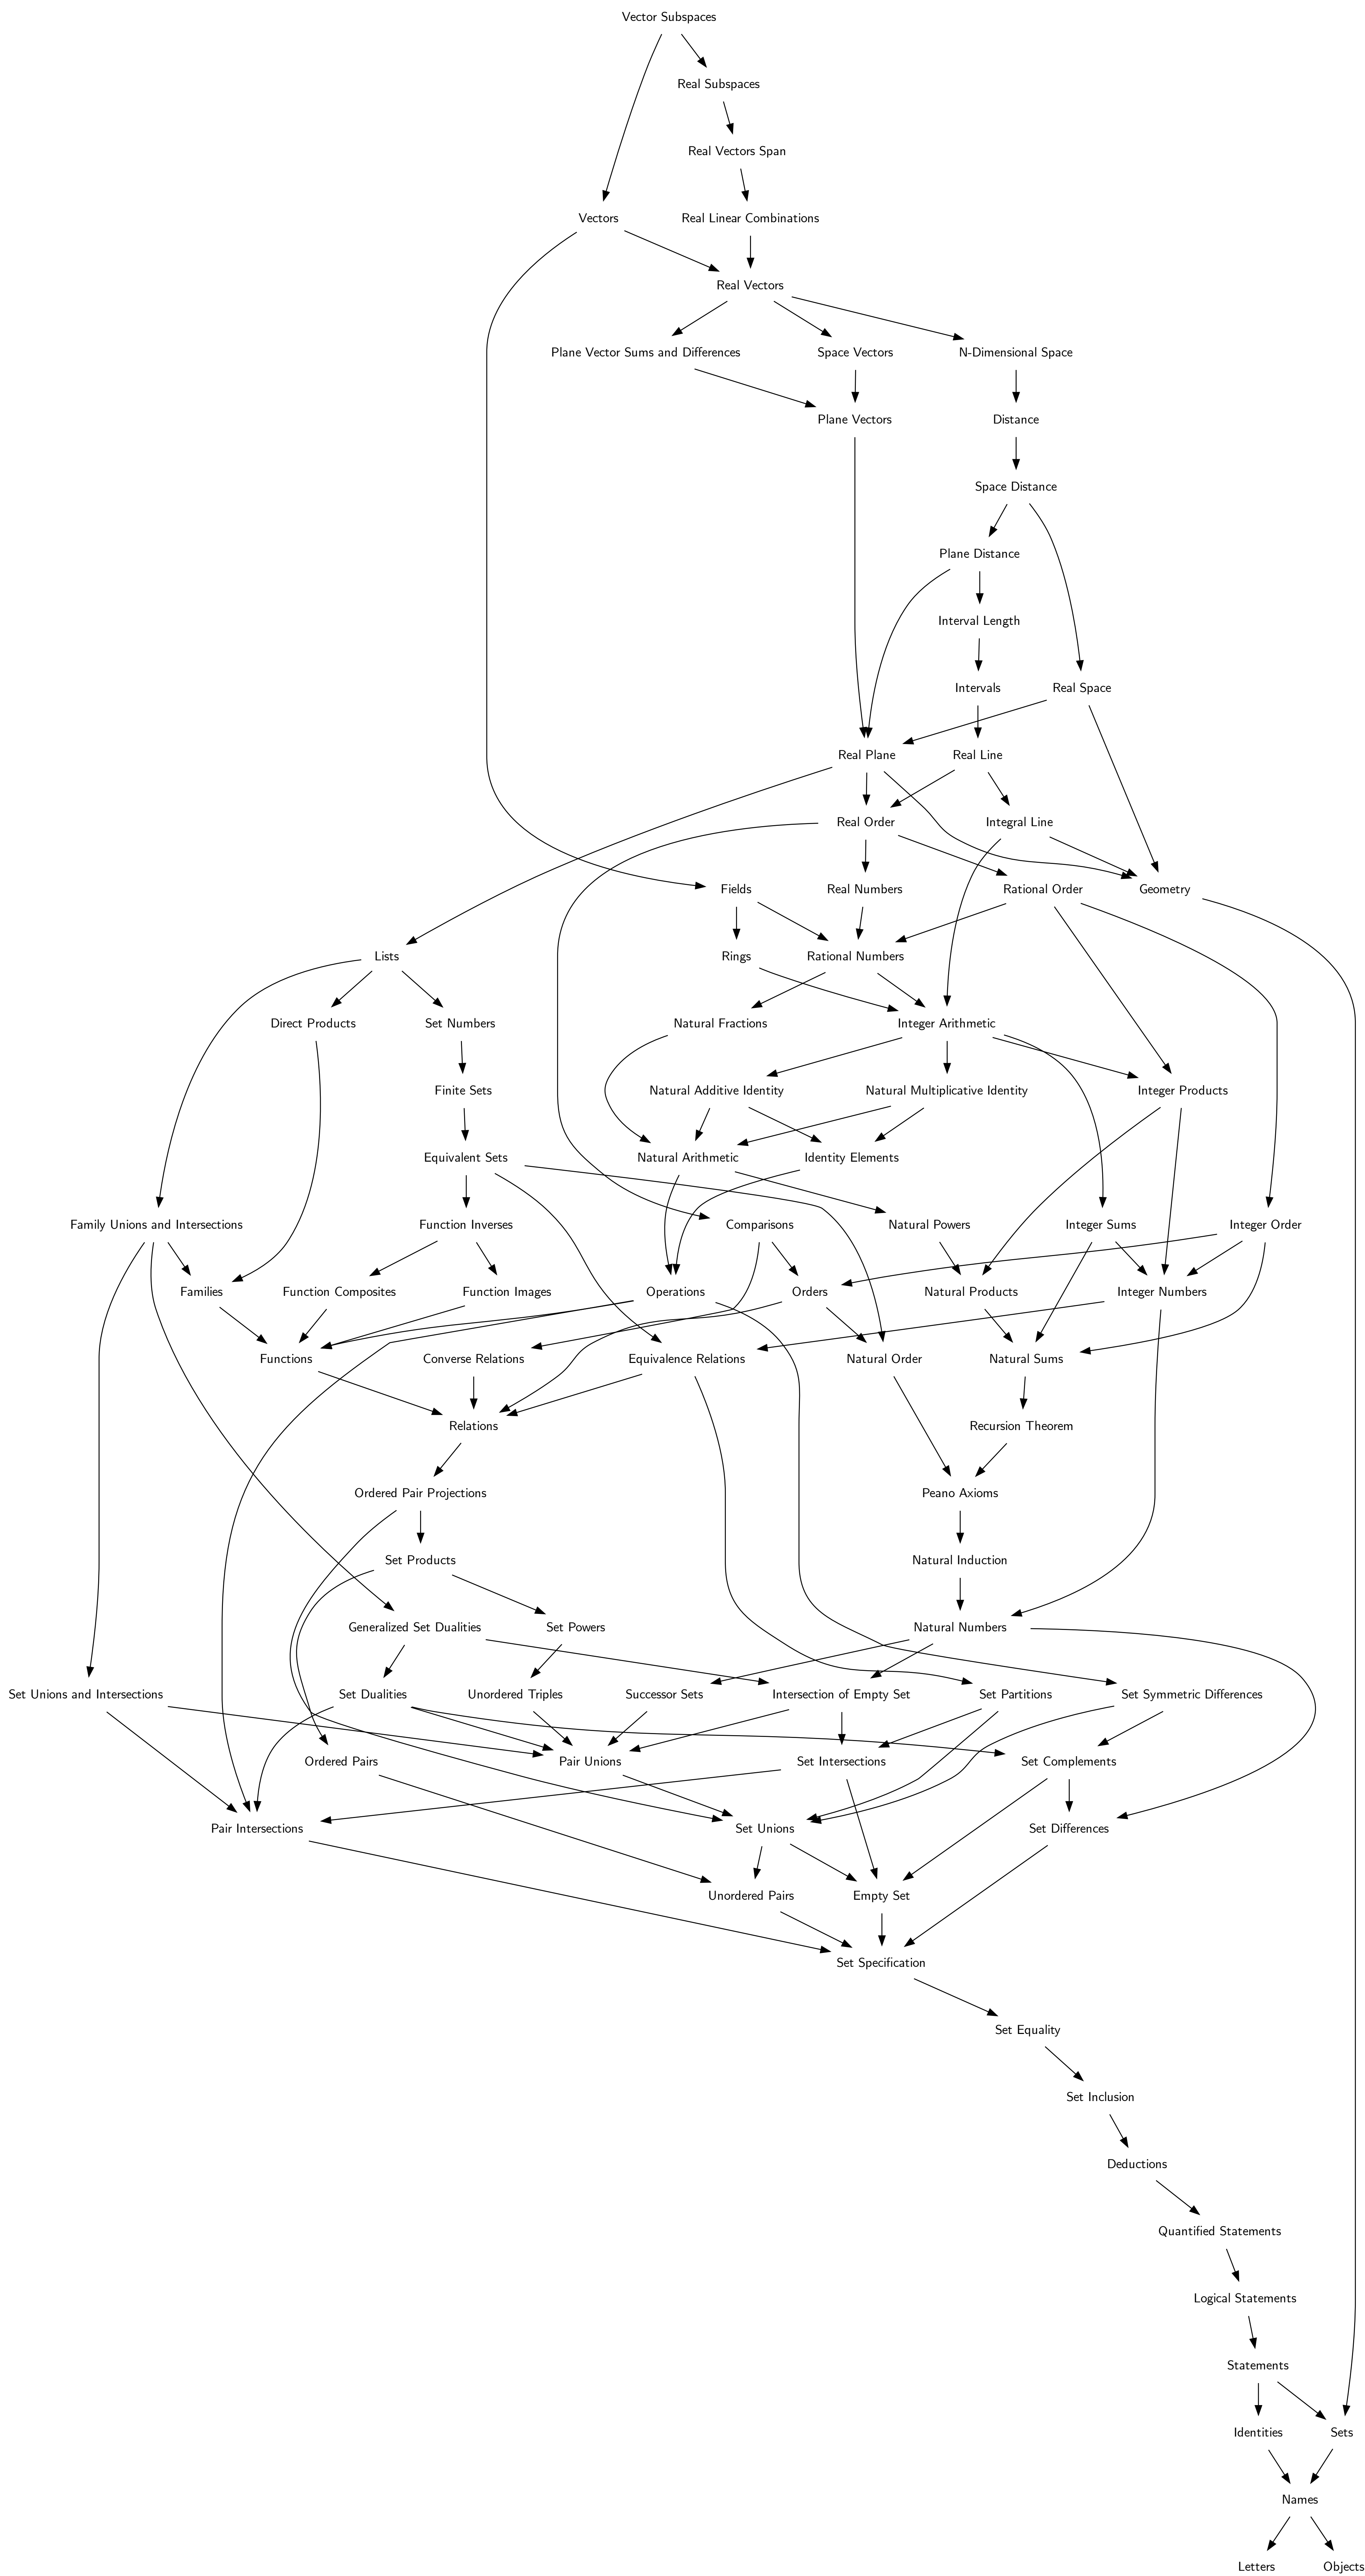 Vector Subspaces
Real Subspaces
Real Vectors Span
Vectors
Real Linear Combinations
Real Vectors
Plane Vector Sums and Differences
Space Vectors
N-Dimensional Space
Plane Vectors
Distance
Space Distance
Plane Distance
Interval Length
Intervals
Real Space
Real Plane
Real Line
Real Order
Integral Line
Fields
Real Numbers
Rational Order
Geometry
Lists
Rings
Rational Numbers
Direct Products
Set Numbers
Natural Fractions
Integer Arithmetic
Finite Sets
Natural Additive Identity
Natural Multiplicative Identity
Integer Products
Equivalent Sets
Natural Arithmetic
Identity Elements
Family Unions and Intersections
Function Inverses
Comparisons
Natural Powers
Integer Sums
Integer Order
Families
Function Composites
Function Images
Operations
Orders
Natural Products
Integer Numbers
Functions
Converse Relations
Equivalence Relations
Natural Order
Natural Sums
Relations
Recursion Theorem
Ordered Pair Projections
Peano Axioms
Set Products
Natural Induction
Generalized Set Dualities
Set Powers
Natural Numbers
Set Unions and Intersections
Set Dualities
Unordered Triples
Successor Sets
Intersection of Empty Set
Set Partitions
Set Symmetric Differences
Ordered Pairs
Pair Unions
Set Intersections
Set Complements
Pair Intersections
Set Unions
Set Differences
Unordered Pairs
Empty Set
Set Specification
Set Equality
Set Inclusion
Deductions
Quantified Statements
Logical Statements
Statements
Identities
Sets
Names
Letters
Objects